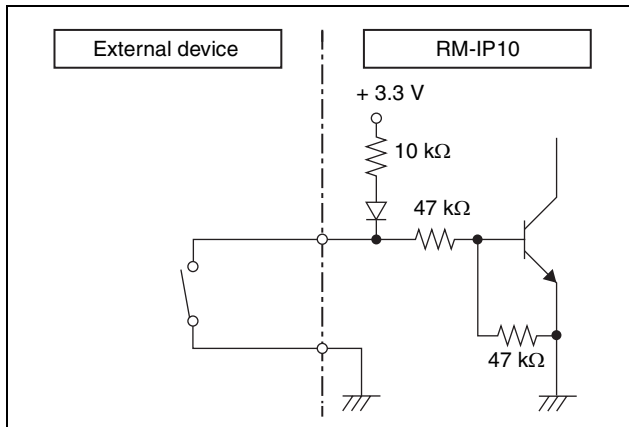 External device
RM-IP10
+ 3.3 V
10 kΩ
47 kΩ
47 kΩ